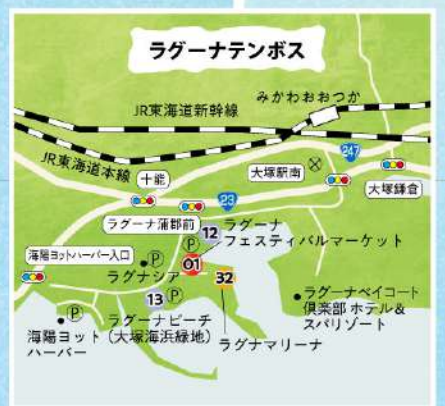 ラグーナテンボス
みかわおおつか
JR東海道新幹線
JR東海道本線
247
十能
大塚駅南
大塚鎌倉
23
ラグーナ蒲郡前
12
ラグーナ
フェスティバルマーケット
海陽ヨットハーバー入口
P
P
ラグナシア
01
32
13
P
P
ラグーナベイコート
倶楽部 ホテル&
スパリゾート
ラグーナビーチ
(大塚海浜緑地)
ラグナマリーナ
海陽ヨット
ハーバー